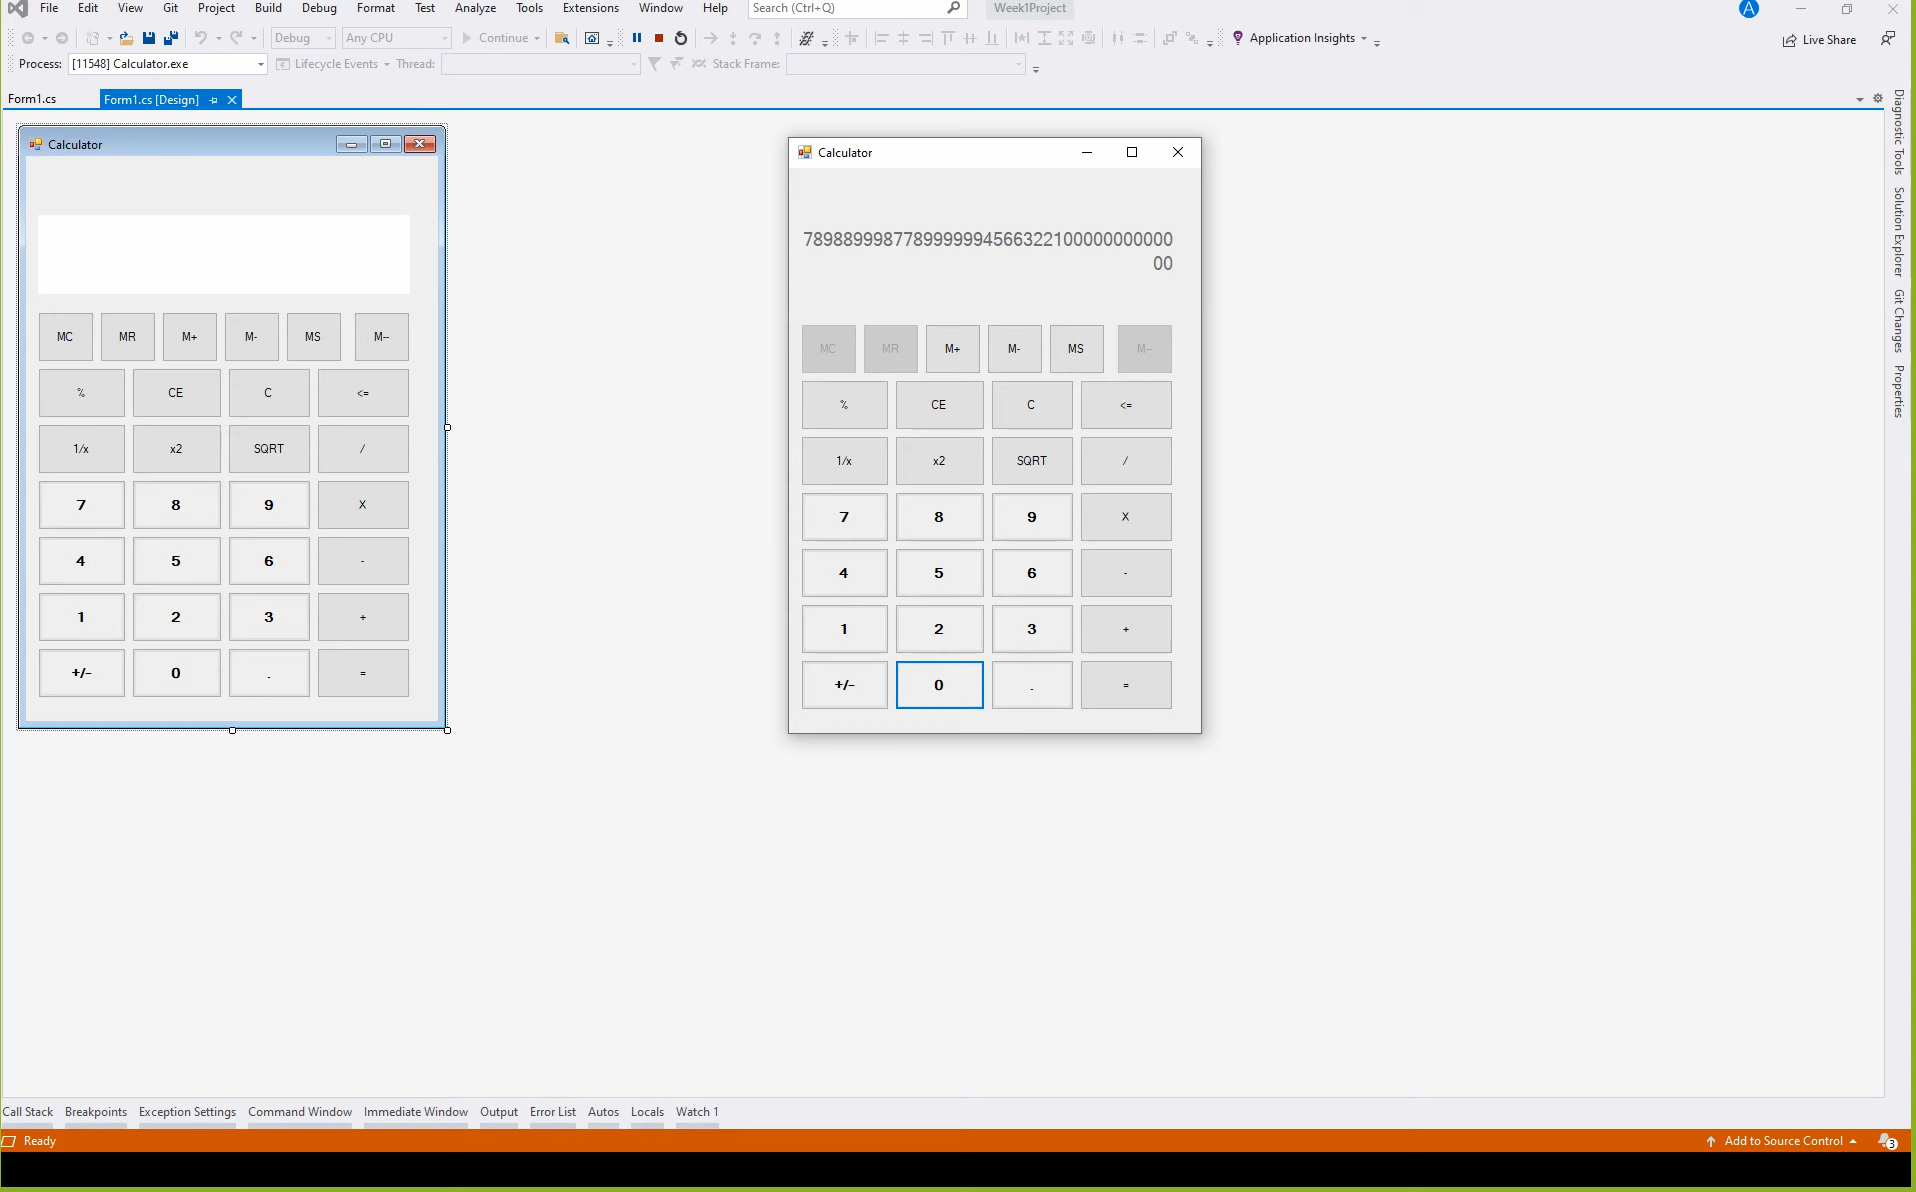 File Edit View Git Project Build Debug Format Test Analyze Tools Extensions Window Help Search (Ctrl+Q) Week1Project A
Debug Any CPU Continue Application Insights Live Share
Process: [11548] Calculator.exe Lifecycle Events Thread: Stack Frame:
Form1.cs Form1.cs [Design]
Calculator
MC MR M+ M- MS M--
% CE C <=
1/x x2 SQRT /
7 8 9 X
4 5 6 -
1 2 3 +
+/- 0 . =
Calculator
7898899987789999994566322100000000000
00
MC MR M+ M- MS M--
% CE C <=
1/x x2 SQRT /
7 8 9 X
4 5 6 -
1 2 3 +
+/- 0 . =
Diagnostic Tools
Solution Explorer
Git Changes
Properties
Call Stack Breakpoints Exception Settings Command Window Immediate Window Output Error List Autos Locals Watch 1
Ready Add to Source Control 3